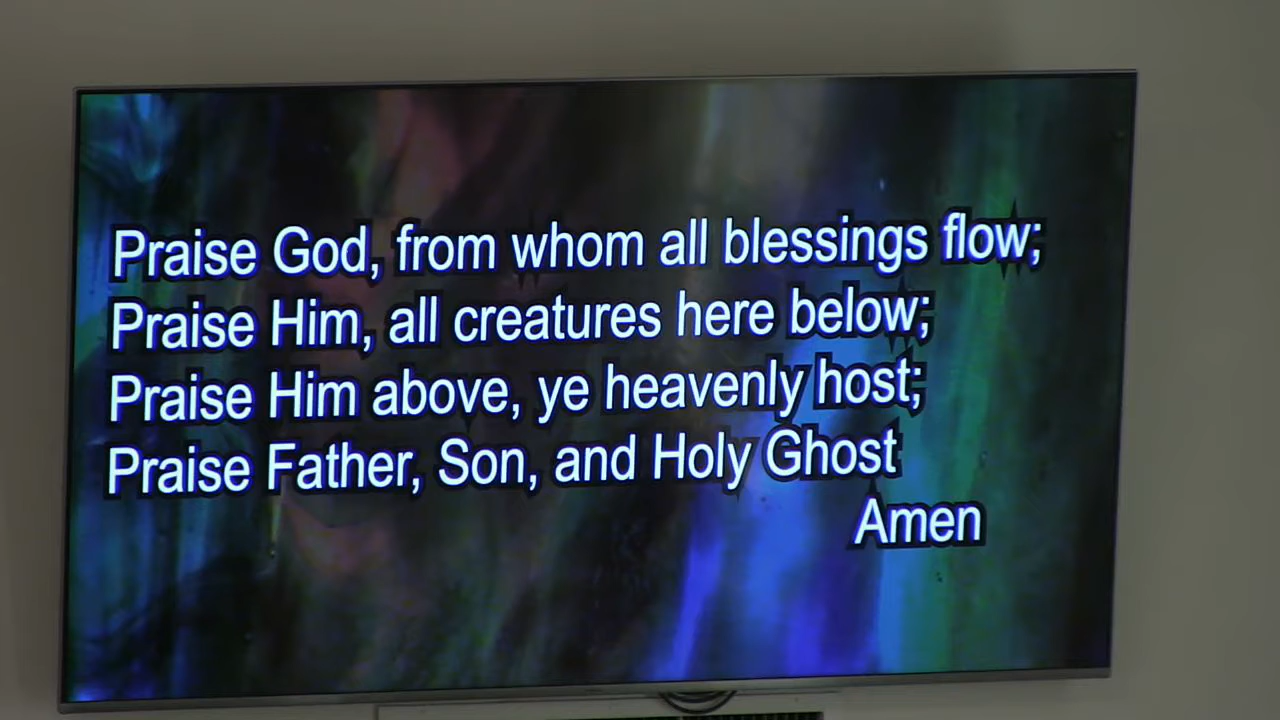 Praise God, from whom all blessings flow;
Praise Him, all creatures here below;
Praise Him above, ye heavenly host;
Praise Father, Son, and Holy Ghost
Amen